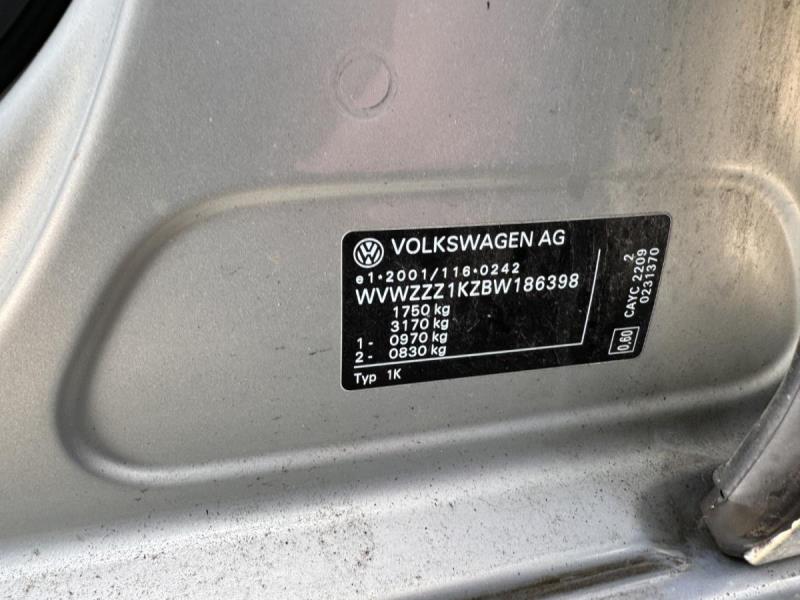 VOLKSWAGEN AG
e1*2001/116*0242
WVWZZZ1KZBW186398
1750 kg
3170 kg
1- 0970 kg
2- 0830 kg
Typ 1K
2
CAYC 2209
0231370
0.60